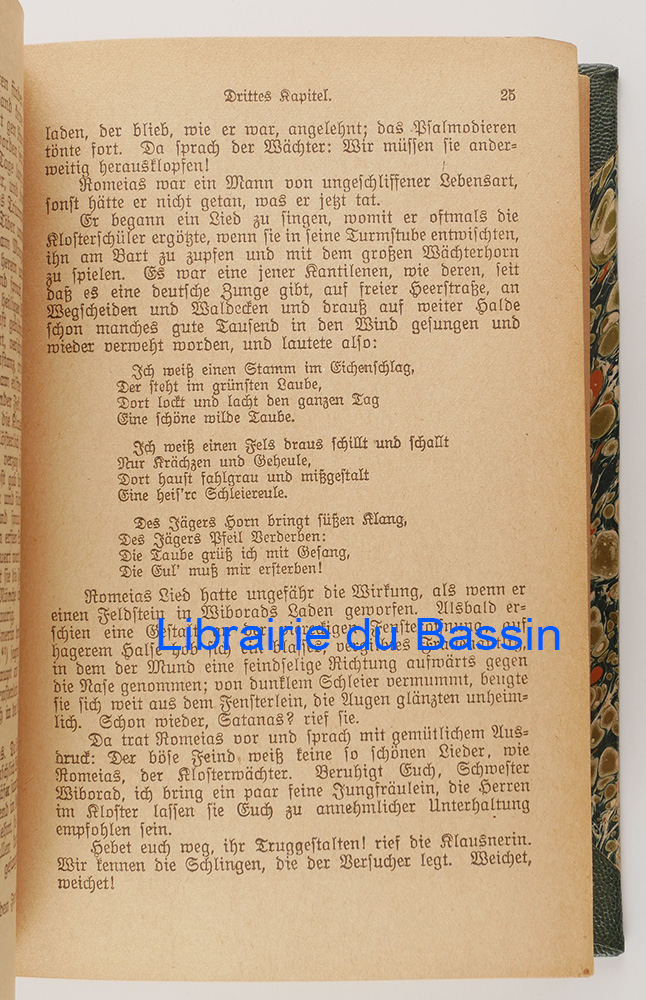 Drittes Kapitel. 25
laden, der blieb, wie er war, angelehnt; das Psalmodieren
tönte fort. Da sprach der Wächter: Wir müssen sie ander-
weitig herausklopfen!
Romeias war ein Mann von ungeschliffener Lebensart,
sonst hätte er nicht getan, was er jetzt tat.
Er begann ein Lied zu singen, womit er oftmals die
Klosterschüler ergötzte, wenn sie in seine Turmstube entwischten,
ihn am Bart zu zupfen und mit dem großen Wächterhorn
zu spielen. Es war eine jener Kantilenen, wie deren, seit
daß es eine deutsche Zunge gibt, auf freier Heerstraße, an
Wegscheiden und Waldecken und drauß auf weiter Halde
schon manches gute Tausend in den Wind gesungen und
wieder verweht worden, und lautete also:
Ich weiß einen Stamm im Eichenschlag,
Der steht im grünsten Laube,
Dort lockt und lacht den ganzen Tag
Eine schöne wilde Taube.
Ich weiß einen Fels draus schillt und schallt
Nur Krächzen und Geheule,
Dort haust fahlgrau und mißgestalt
Eine heis're Schleiereule.
Des Jägers Horn bringt süßen Klang,
Des Jägers Pfeil Verderben:
Die Taube grüß ich mit Gesang,
Die Eul' muß mir ersterben!
Romeias Lied hatte ungefähr die Wirkung, als wenn er
einen Feldstein in Wiborads Laden geworfen. Alsbald er-
schien eine Gestalt an der Fensteröffnung, auf
Librairie du Bassin
hagerem Halse hob sich ein blasses
in dem der Mund eine feindselige Richtung aufwärts gegen
die Nase genommen; von dunklem Schleier vermummt, beugte
sie sich weit aus dem Fensterlein, die Augen glänzten unheim-
lich. Schon wieder, Satanas? rief sie.
Da trat Romeias vor und sprach mit gemütlichem Aus-
druck: Der böse Feind weiß keine so schönen Lieder, wie
Romeias, der Klosterwächter. Beruhigt Euch, Schwester
Wiborad, ich bring ein paar feine Jungfräulein, die Herren
im Kloster lassen sie Euch zu annehmlicher Unterhaltung
empfohlen sein.
Hebet euch weg, ihr Truggestalten! rief die Klausnerin.
Wir kennen die Schlingen, die der Versucher legt. Weichet,
weichet!